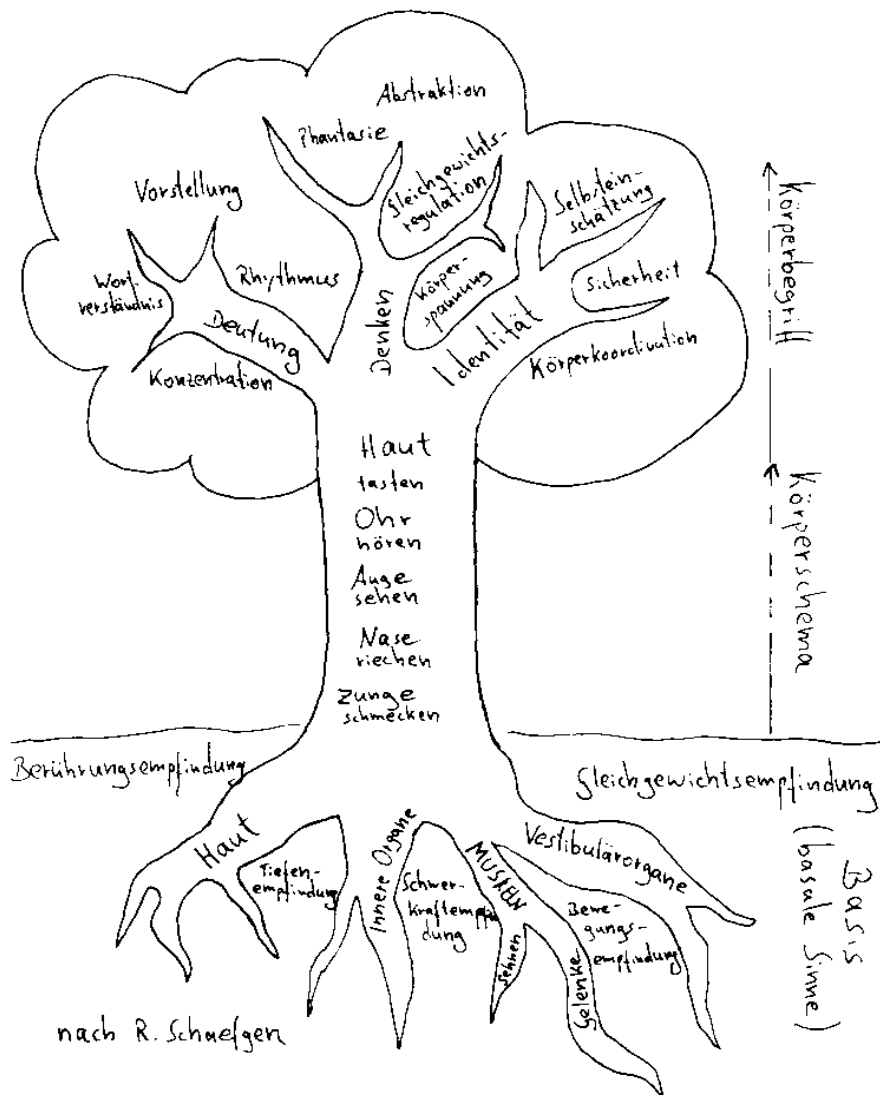 Abstraktion
Phantasie
Gleichgewichts-
regulation
Selbstein-
schätzung
Vorstellung
Wort-
verständnis
Rhythmus
Deutung
Konzentration
Denken
Körper-
spannung
Identität
Sicherheit
Körperkoordination
Körperbegriff
Haut
tasten
Ohr
hören
Auge
sehen
Nase
riechen
Zunge
schmecken
Körperschema
Berührungsempfindung
Gleichgewichtsempfindung
Haut
Tiefen-
empfindung
Innere Organe
Schwer-
kraftempfin
dung
MUSKELN
Sehnen
Gelenke
Vestibulärorgane
Bewe-
gungs-
empfindung
Basis
(basale Sinne)
nach R. Schaefgen